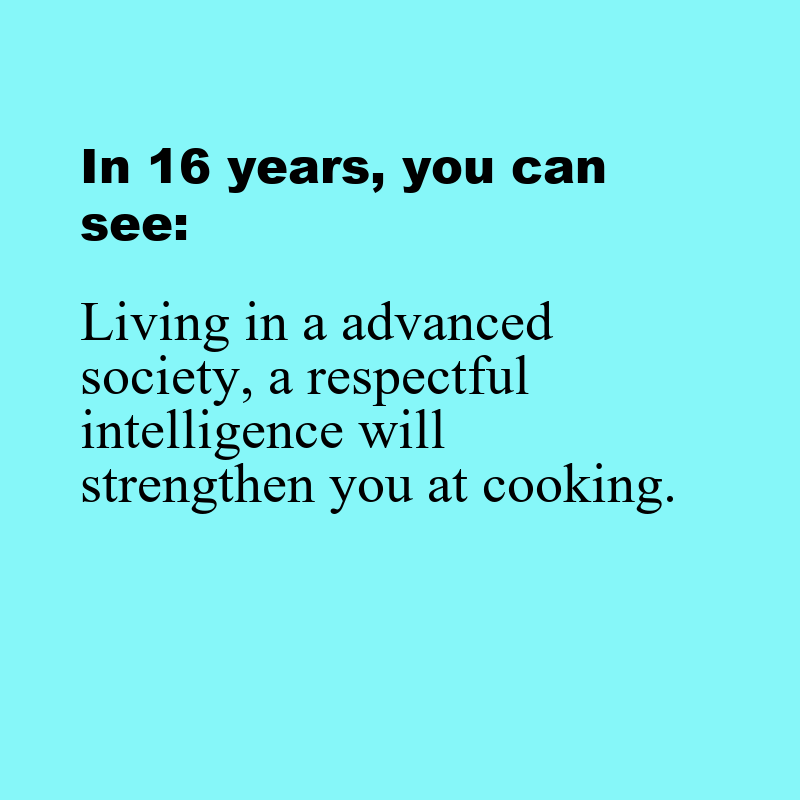 In 16 years, you can
see:
Living in a advanced
society, a respectful
intelligence will
strengthen you at cooking.